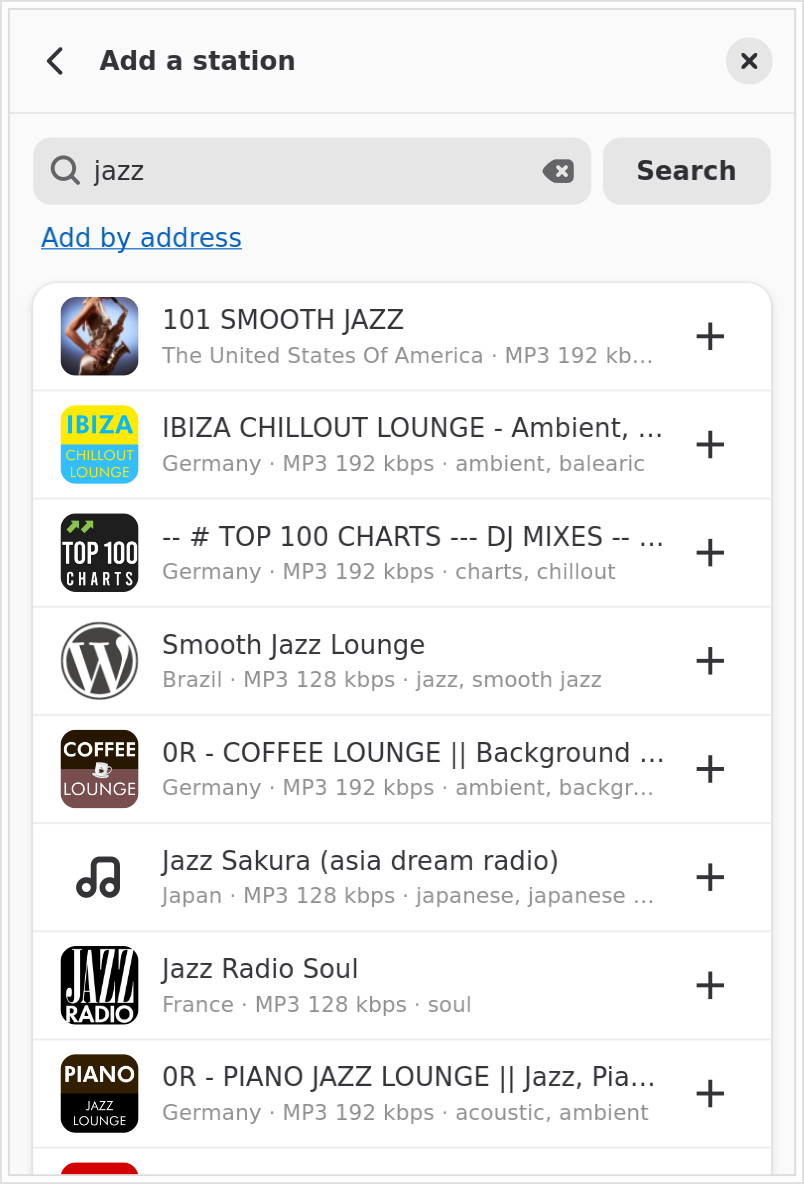 Add a station
jazz
Search
Add by address
101 SMOOTH JAZZ
The United States Of America · MP3 192 kb…
IBIZA
CHILLOUT
LOUNGE
IBIZA CHILLOUT LOUNGE - Ambient, …
Germany · MP3 192 kbps · ambient, balearic
TOP 100
CHARTS
-- # TOP 100 CHARTS --- DJ MIXES -- …
Germany · MP3 192 kbps · charts, chillout
W
Smooth Jazz Lounge
Brazil · MP3 128 kbps · jazz, smooth jazz
COFFEE
LOUNGE
0R - COFFEE LOUNGE || Background …
Germany · MP3 192 kbps · ambient, backgr…
Jazz Sakura (asia dream radio)
Japan · MP3 128 kbps · japanese, japanese …
JAZZ
RADIO
Jazz Radio Soul
France · MP3 128 kbps · soul
PIANO
JAZZ
LOUNGE
0R - PIANO JAZZ LOUNGE || Jazz, Pia…
Germany · MP3 192 kbps · acoustic, ambient